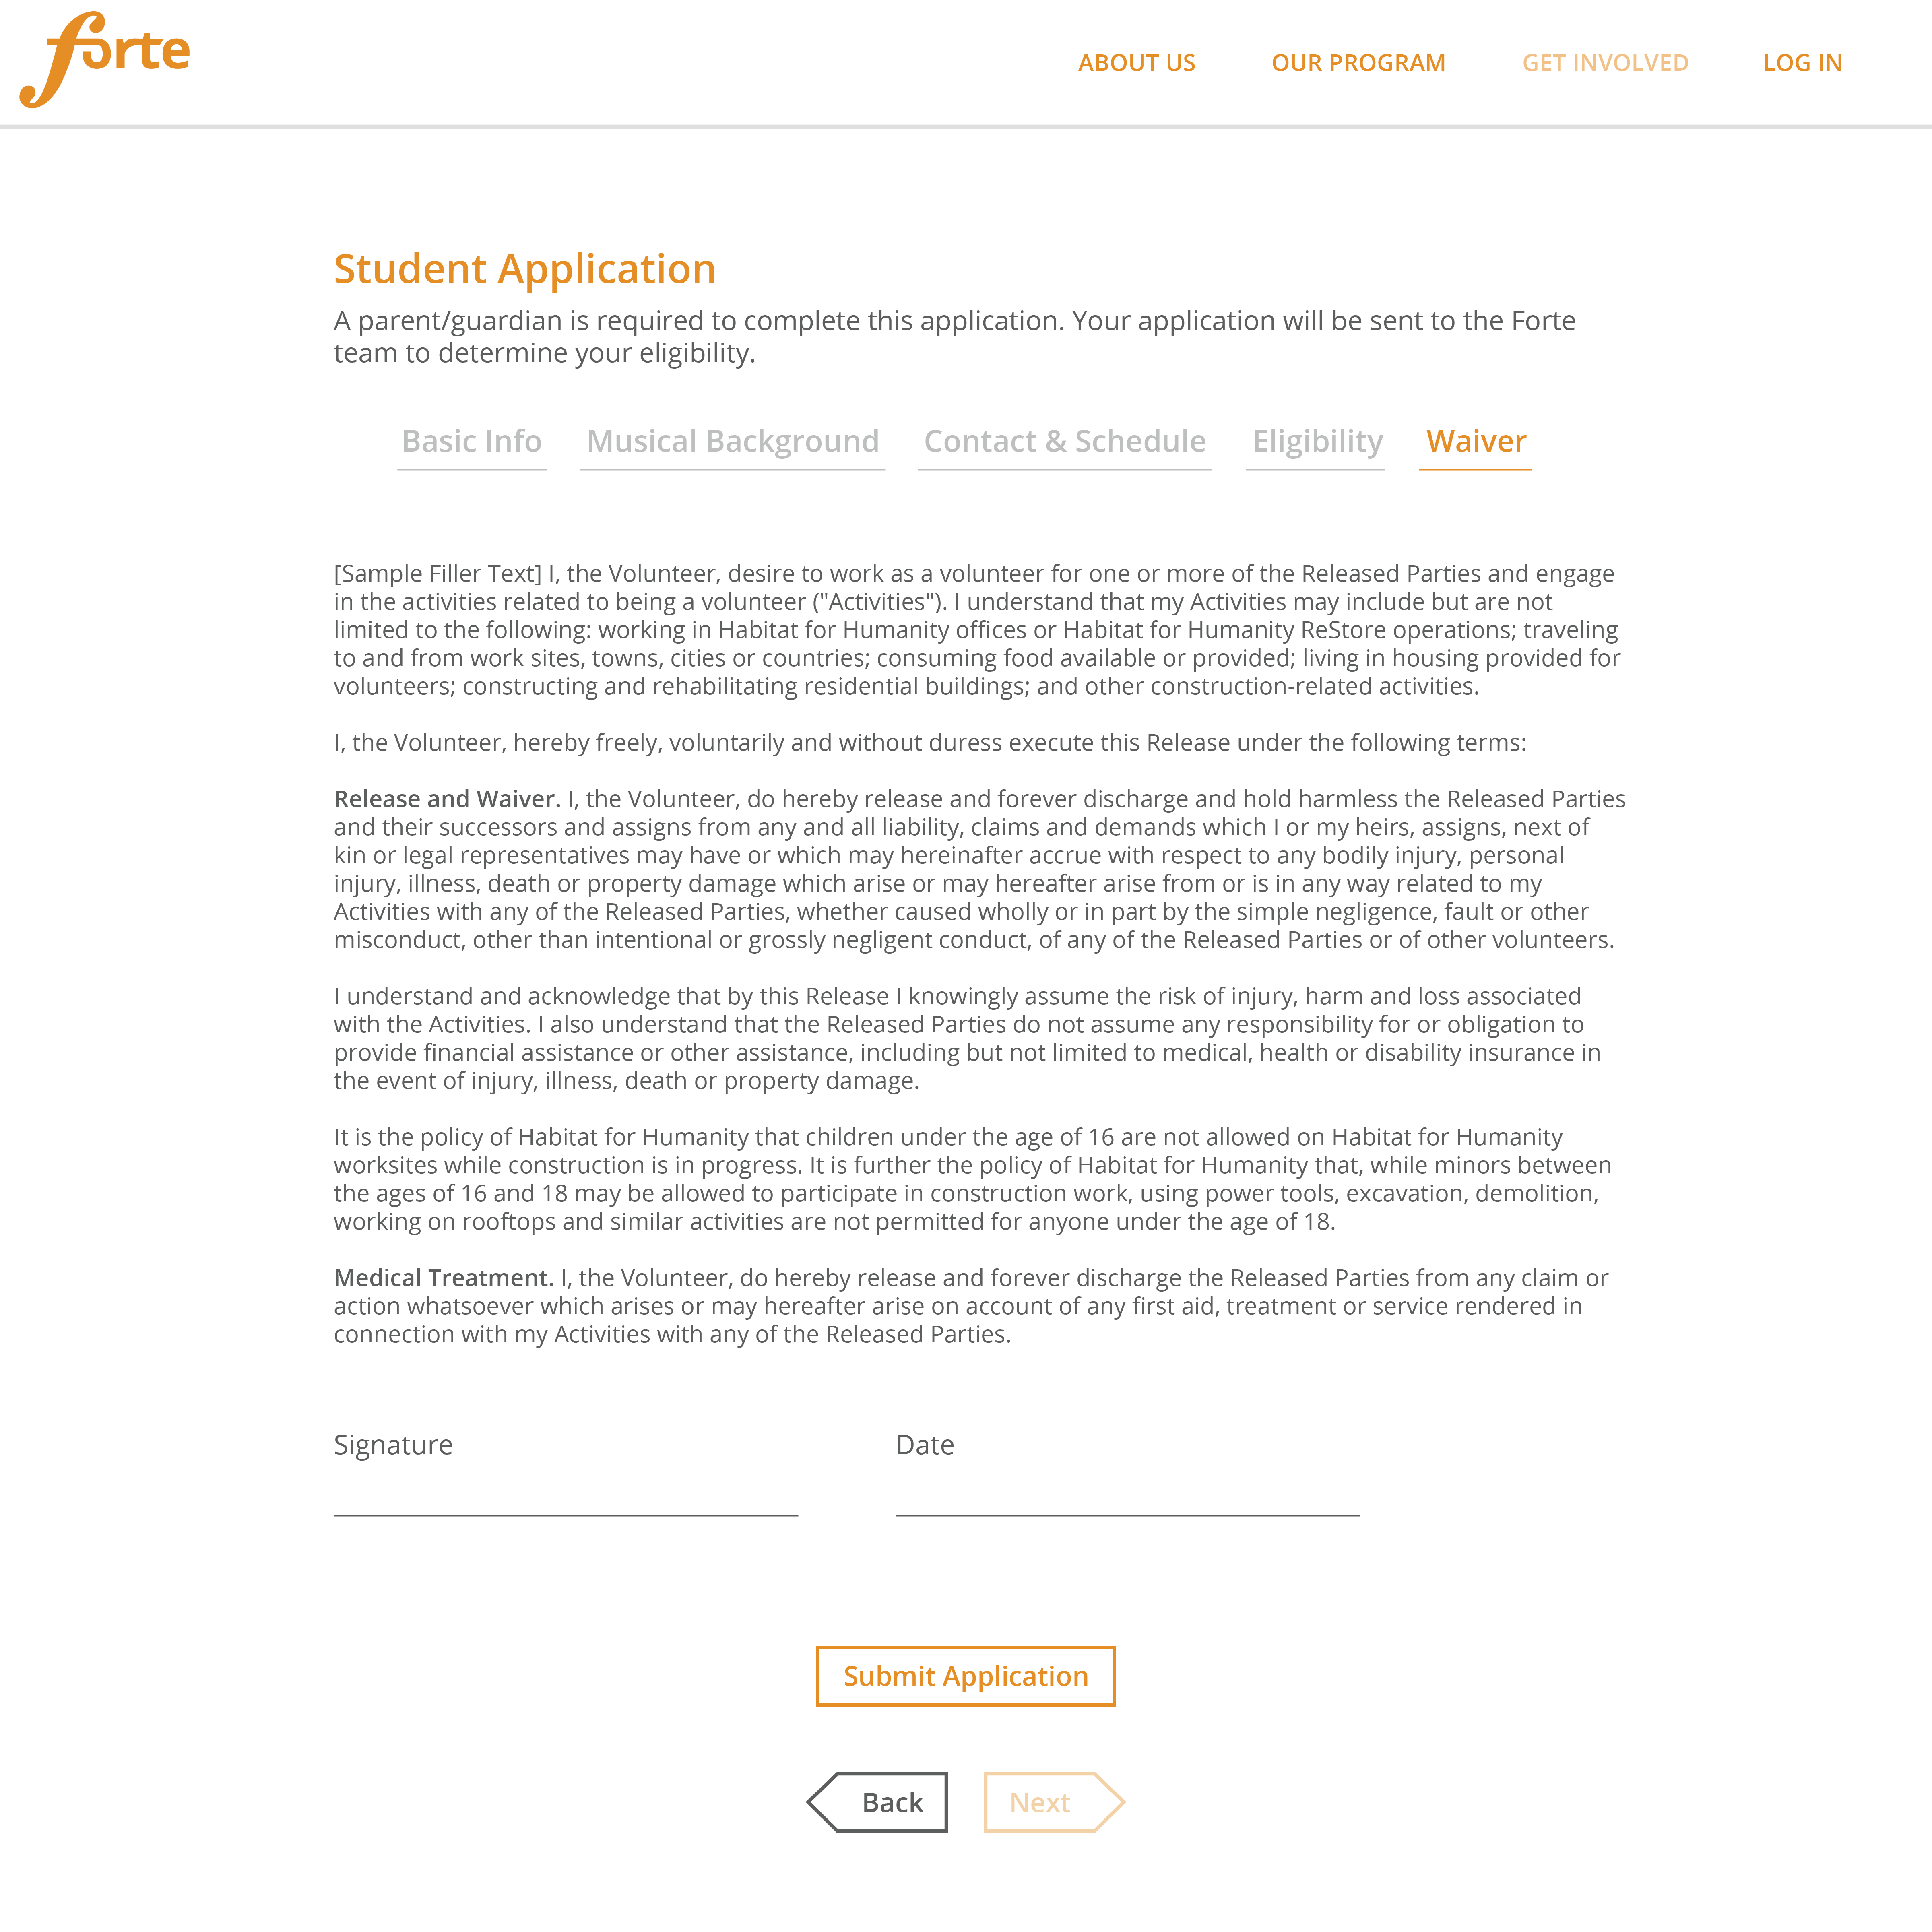 forte
ABOUT US OUR PROGRAM GET INVOLVED LOG IN
Student Application
A parent/guardian is required to complete this application. Your application will be sent to the Forte
team to determine your eligibility.
Basic Info Musical Background Contact & Schedule Eligibility Waiver
[Sample Filler Text] I, the Volunteer, desire to work as a volunteer for one or more of the Released Parties and engage
in the activities related to being a volunteer ("Activities"). I understand that my Activities may include but are not
limited to the following: working in Habitat for Humanity offices or Habitat for Humanity ReStore operations; traveling
to and from work sites, towns, cities or countries; consuming food available or provided; living in housing provided for
volunteers; constructing and rehabilitating residential buildings; and other construction-related activities.
I, the Volunteer, hereby freely, voluntarily and without duress execute this Release under the following terms:
Release and Waiver. I, the Volunteer, do hereby release and forever discharge and hold harmless the Released Parties
and their successors and assigns from any and all liability, claims and demands which I or my heirs, assigns, next of
kin or legal representatives may have or which may hereinafter accrue with respect to any bodily injury, personal
injury, illness, death or property damage which arise or may hereafter arise from or is in any way related to my
Activities with any of the Released Parties, whether caused wholly or in part by the simple negligence, fault or other
misconduct, other than intentional or grossly negligent conduct, of any of the Released Parties or of other volunteers.
I understand and acknowledge that by this Release I knowingly assume the risk of injury, harm and loss associated
with the Activities. I also understand that the Released Parties do not assume any responsibility for or obligation to
provide financial assistance or other assistance, including but not limited to medical, health or disability insurance in
the event of injury, illness, death or property damage.
It is the policy of Habitat for Humanity that children under the age of 16 are not allowed on Habitat for Humanity
worksites while construction is in progress. It is further the policy of Habitat for Humanity that, while minors between
the ages of 16 and 18 may be allowed to participate in construction work, using power tools, excavation, demolition,
working on rooftops and similar activities are not permitted for anyone under the age of 18.
Medical Treatment. I, the Volunteer, do hereby release and forever discharge the Released Parties from any claim or
action whatsoever which arises or may hereafter arise on account of any first aid, treatment or service rendered in
connection with my Activities with any of the Released Parties.
Signature Date
Submit Application
Back Next